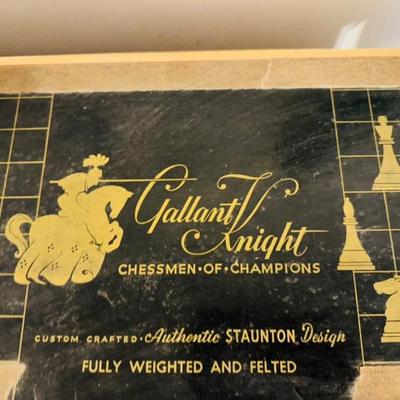 Gallant
Knight
CHESSMEN·OF·CHAMPIONS
CUSTOM CRAFTED · Authentic STAUNTON Design
FULLY WEIGHTED AND FELTED